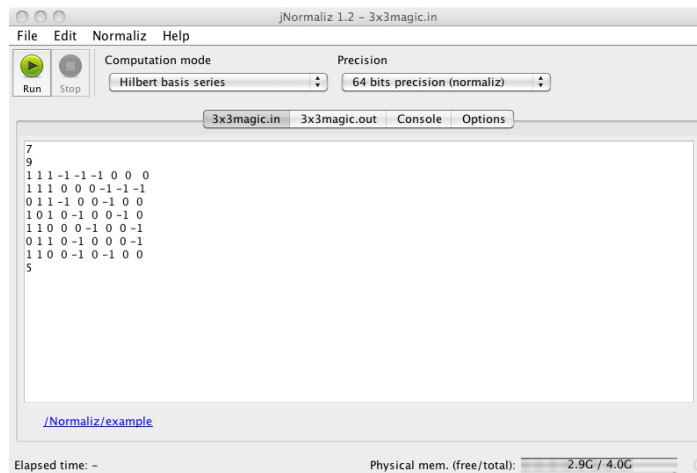 jNormaliz 1.2 – 3x3magic.in
File Edit Normaliz Help
Computation mode Precision
Run Stop Hilbert basis series 64 bits precision (normaliz)
3x3magic.in 3x3magic.out Console Options
7
9
1 1 1 -1 -1 -1 0 0 0
1 1 1 0 0 0 -1 -1 -1
0 1 1 -1 0 0 -1 0 0
1 0 1 0 -1 0 0 -1 0
1 1 0 0 0 -1 0 0 -1
0 1 1 0 -1 0 0 0 -1
1 1 0 0 -1 0 -1 0 0
5
/Normaliz/example
Elapsed time: – Physical mem. (free/total): 2.9G / 4.0G